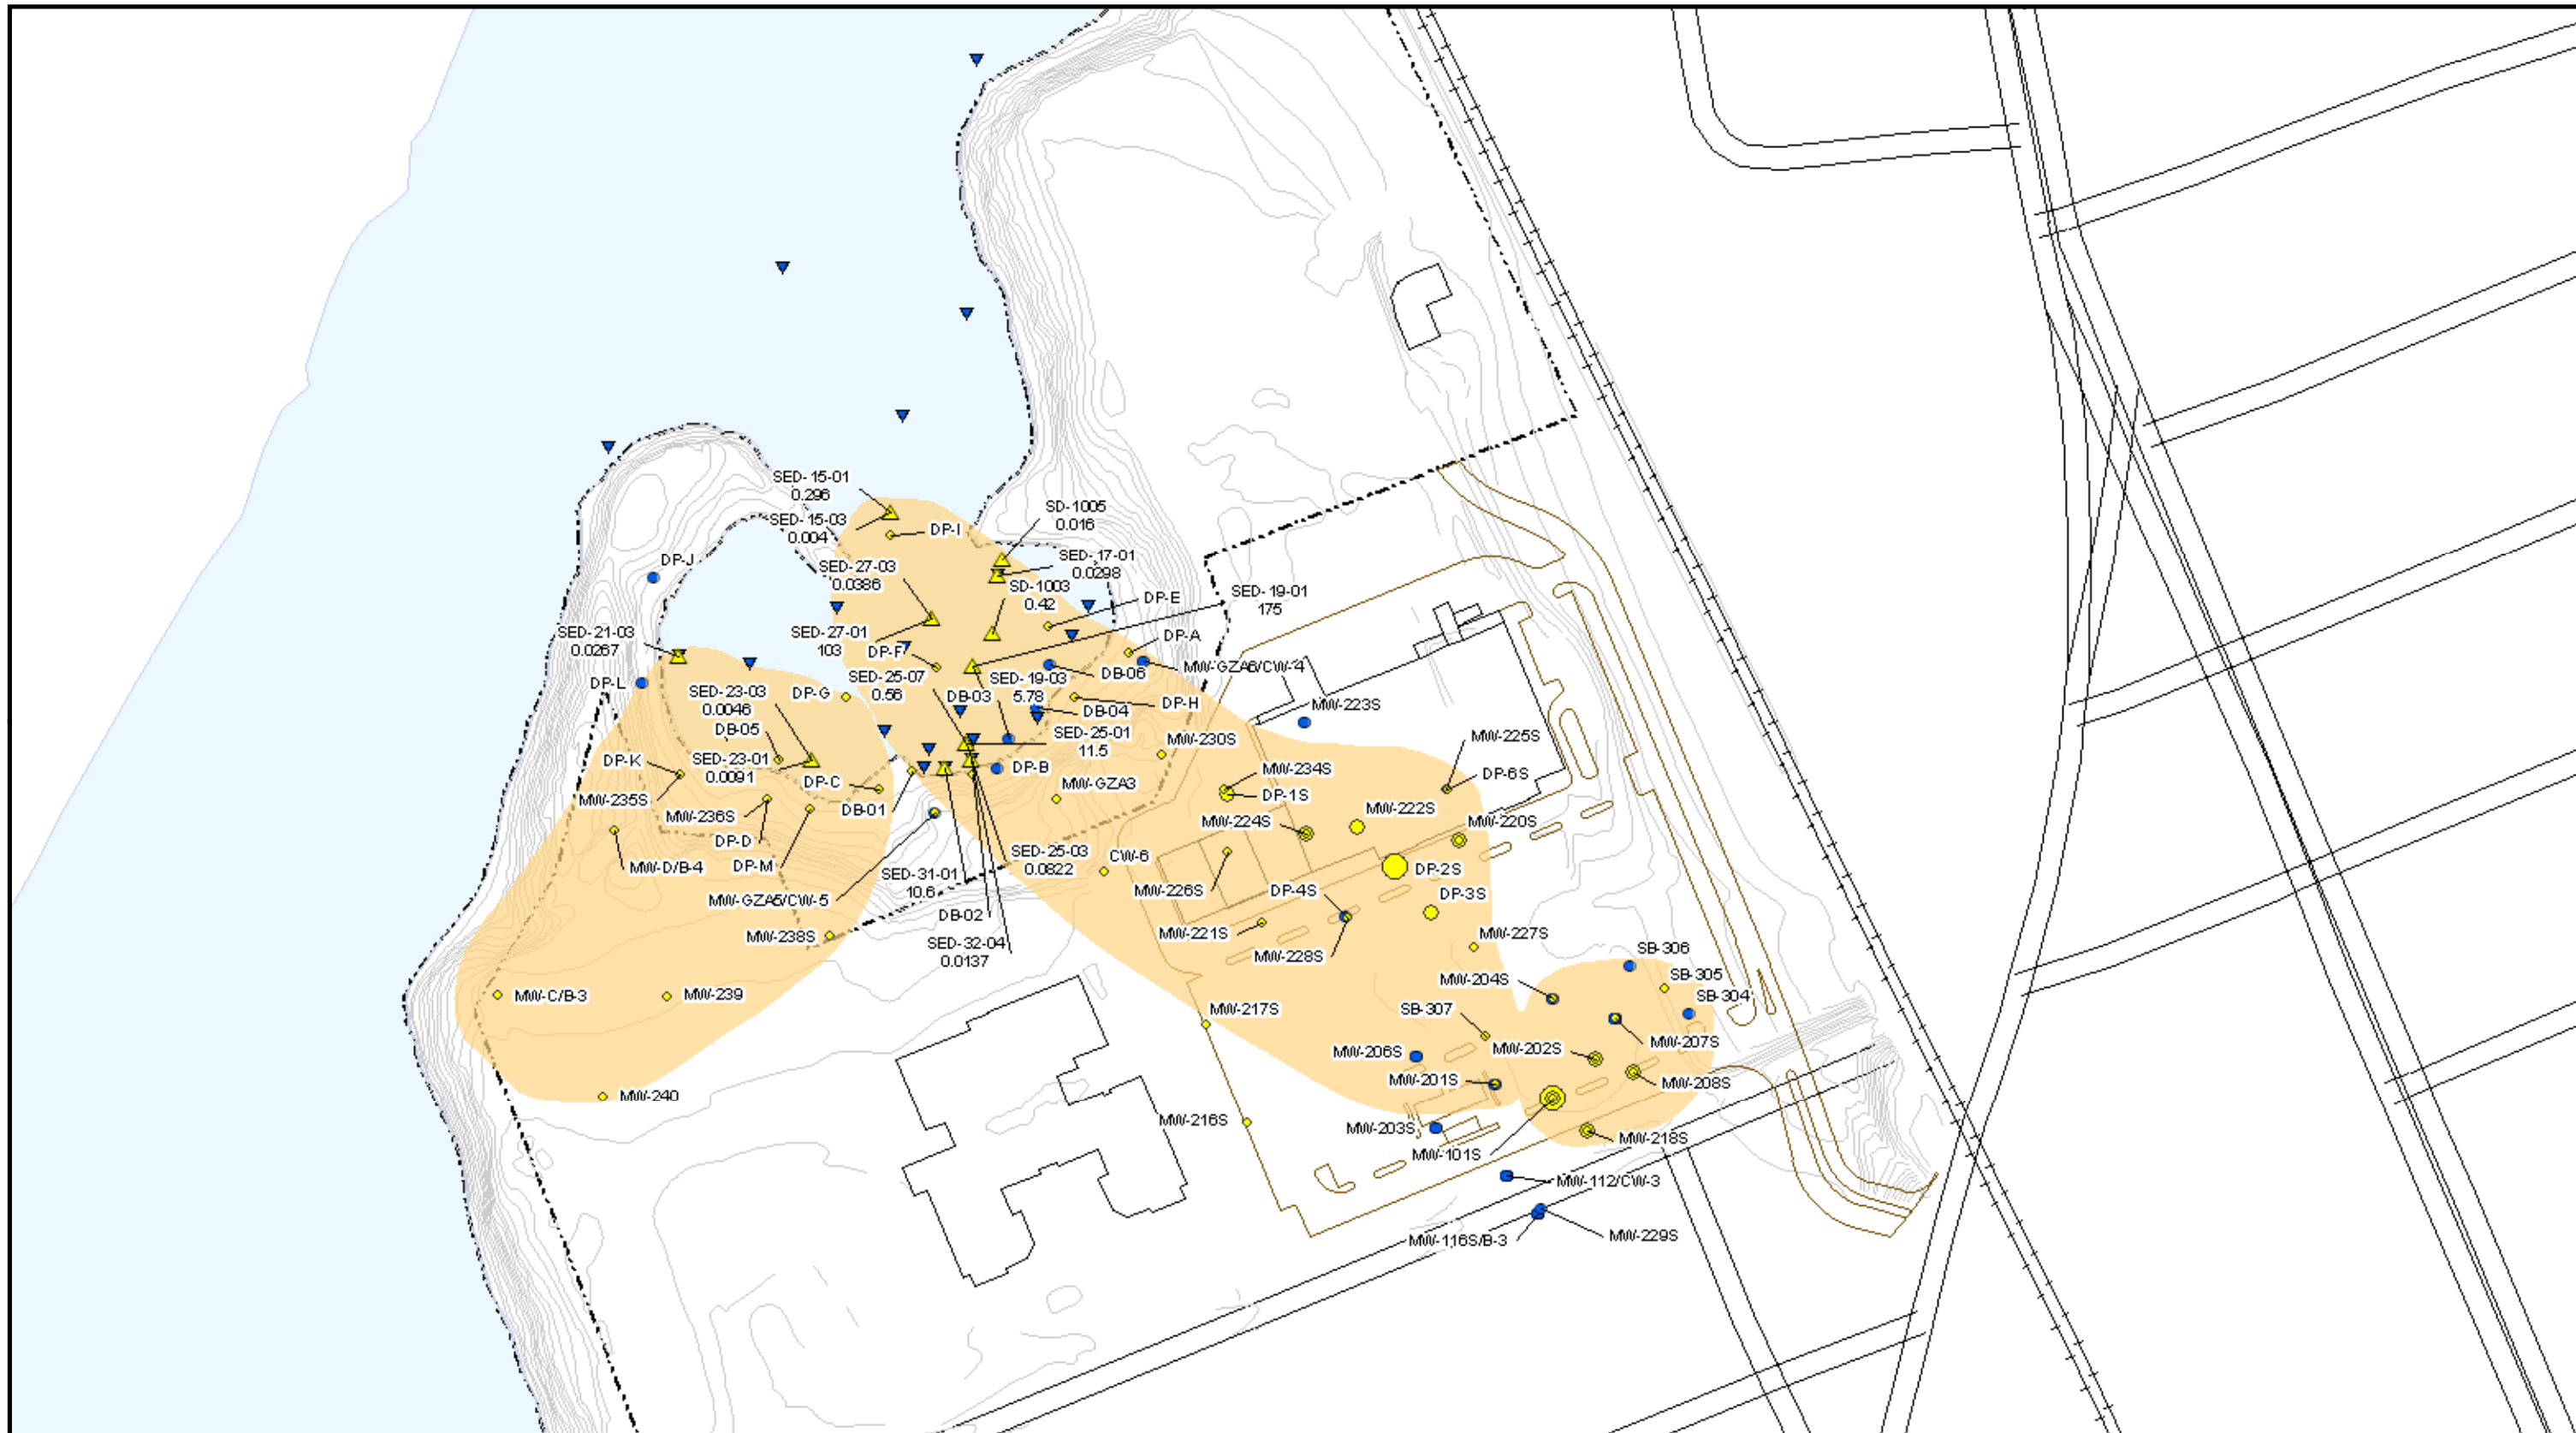 SED-15-01
0.296
SD-1005
0.016
SED-15-03
0.004
DP-I
SED-17-01
0.0298
DP-J
SED-27-03
0.0386
SD-1003
0.42
DP-E
SED-19-01
175
SED-21-03
0.0267
SED-27-01
103
DP-F
DP-A
MW-GZA6/CW-4
DB-06
DP-L
SED-25-07
0.56
SED-19-03
5.78
SED-23-03
0.0046
DP-G
DB-03
DB-04
DP-H
MW-223S
DB-05
SED-25-01
11.5
MW-230S
MW-225S
SED-23-01
0.0091
DP-K
DP-C
DP-B
MW-234S
DP-6S
MW-235S
MW-GZA3
DP-1S
MW-236S
DB-01
MW-222S
MW-224S
MW-220S
DP-D
SED-25-03
0.0822
CW-6
MW-D/B-4
DP-M
SED-31-01
10.6
MW-226S
DP-4S
DP-2S
MW-GZA5/CW-5
DP-3S
DB-02
MW-221S
MW-238S
SED-32-04
0.0137
MW-228S
MW-227S
SB-306
MW-204S
SB-305
MW-C/B-3
MW-239
SB-304
MW-217S
SB-307
MW-207S
MW-206S
MW-202S
MW-201S
MW-208S
MW-240
MW-216S
MW-203S
MW-218S
MW-101S
MW-112/CW-3
MW-116S/B-3
MW-229S